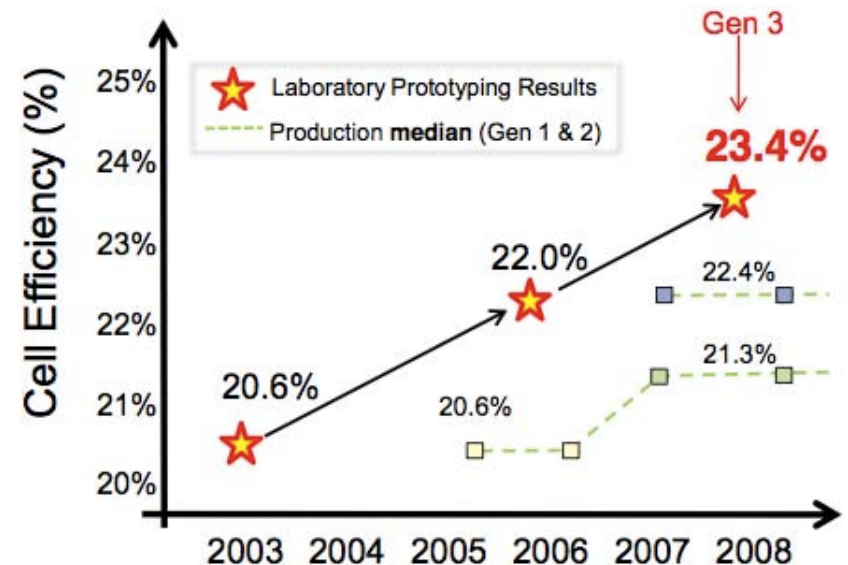 Gen 3
Cell Efficiency (%)
25%
24%
23%
22%
21%
20%
Laboratory Prototyping Results
Production median (Gen 1 & 2)
23.4%
22.0%
22.4%
21.3%
20.6%
20.6%
2003 2004 2005 2006 2007 2008